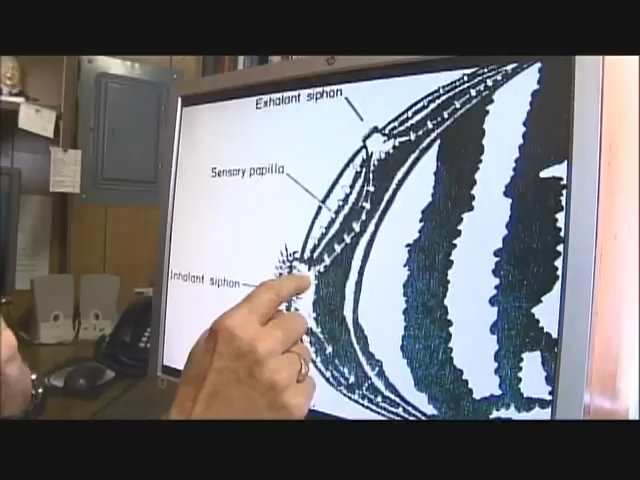 Exhalant siphon
Sensory papilla
Inhalant siphon